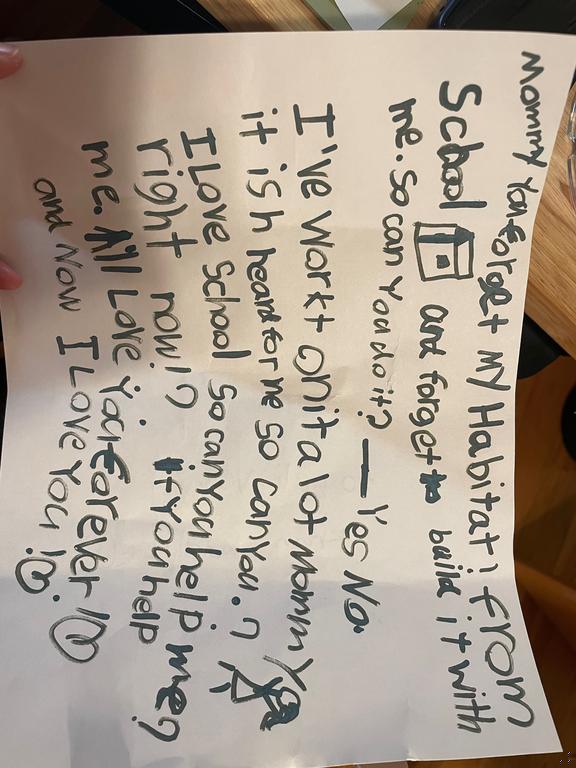 Mommy You forget My Habitat! from
School and forget to build it with
me. So can You do it? — Yes No.
I've workt on it a lot Mommy
it is h heard for me so can You.?
I Love School So can You help me?
right now!? if You help
me. I'll Love You forever!♡
and Now I Love You!♡